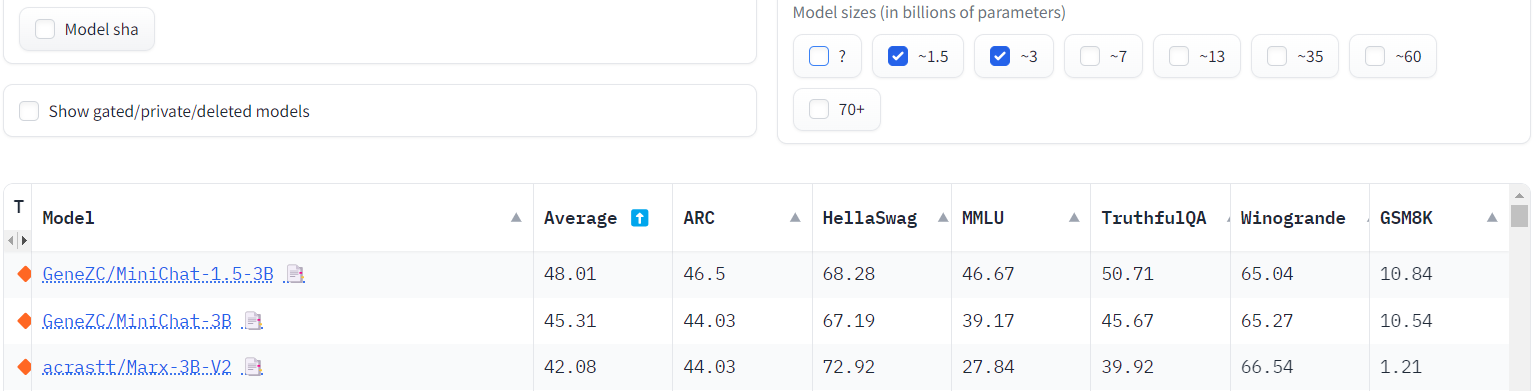 Model sizes (in billions of parameters)
Model sha
? ~1.5 ~3 ~7 ~13 ~35 ~60
70+
Show gated/private/deleted models
T Model Average ARC HellaSwag MMLU TruthfulQA Winogrande GSM8K
GeneZC/MiniChat-1.5-3B 48.01 46.5 68.28 46.67 50.71 65.04 10.84
GeneZC/MiniChat-3B 45.31 44.03 67.19 39.17 45.67 65.27 10.54
acrastt/Marx-3B-V2 42.08 44.03 72.92 27.84 39.92 66.54 1.21